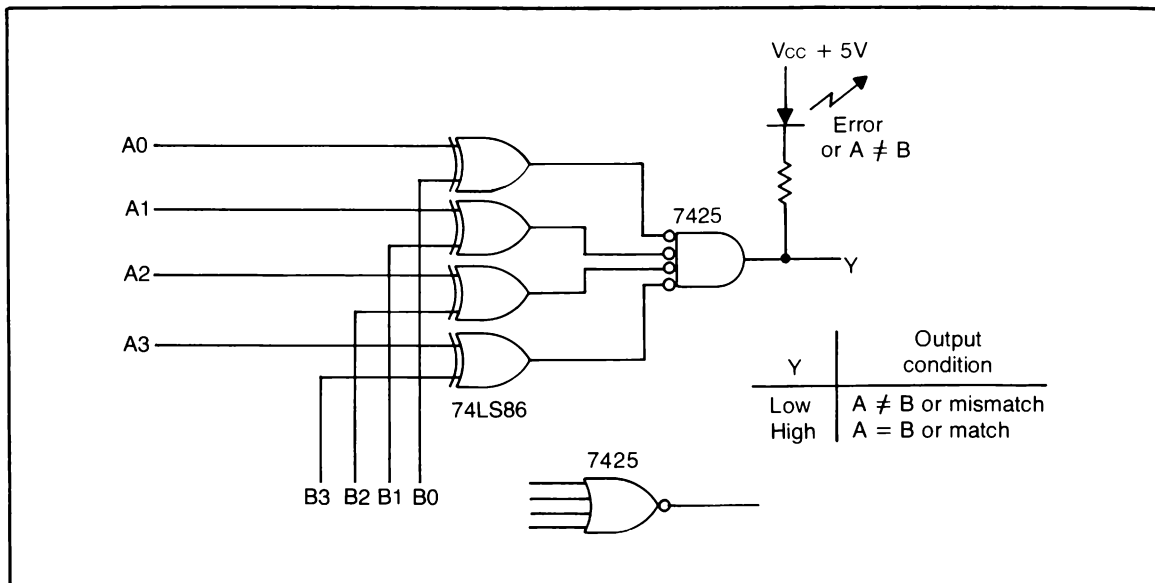 Vcc + 5V
Error
or A ≠ B
A0
A1
7425
A2
Y
A3
74LS86
Y Output
condition
Low A ≠ B or mismatch
High A = B or match
B3 B2 B1 B0
7425